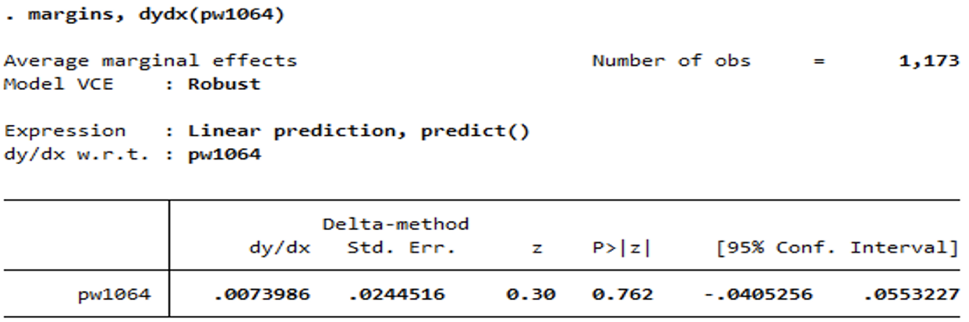 . margins, dydx(pw1064)
Average marginal effects Number of obs = 1,173
Model VCE : Robust
Expression : Linear prediction, predict()
dy/dx w.r.t. : pw1064
Delta-method
dy/dx Std. Err. z P>|z| [95% Conf. Interval]
pw1064 .0073986 .0244516 0.30 0.762 -.0405256 .0553227